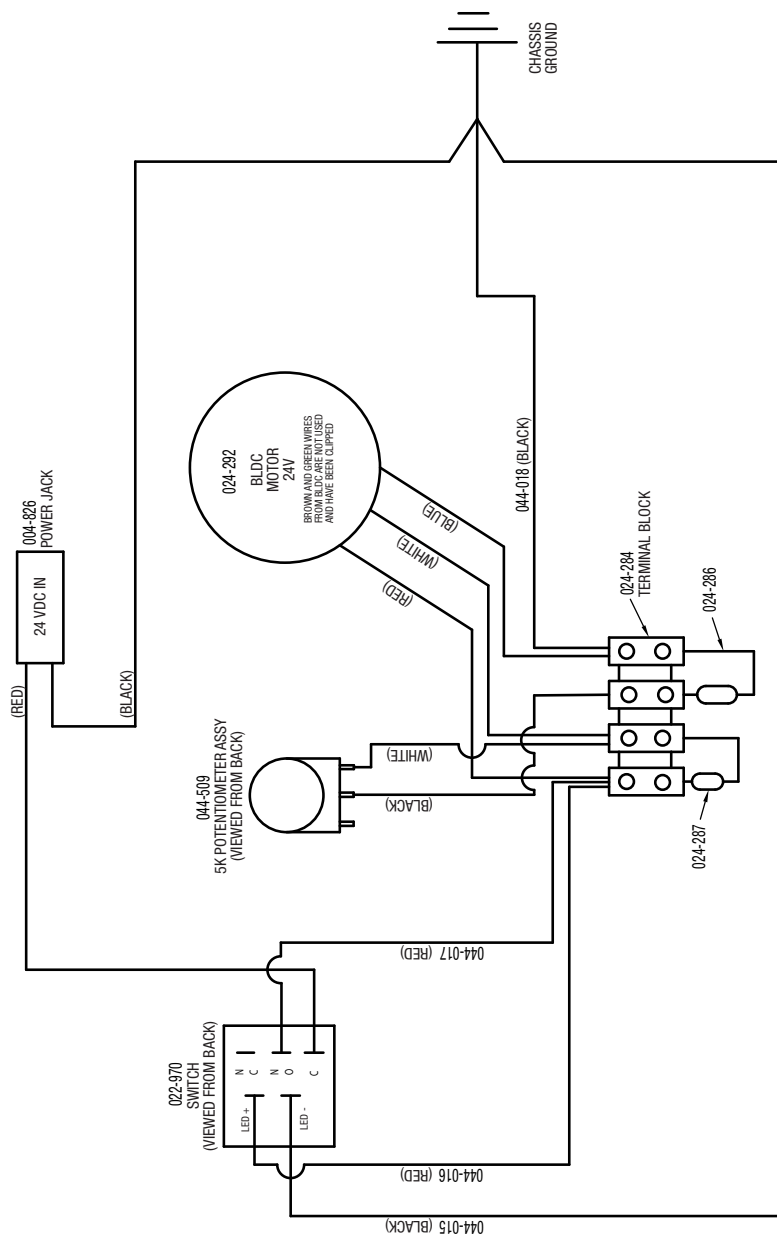 004-826
POWER JACK
24 VDC IN
(RED)
(BLACK)
CHASSIS
GROUND
024-292
BLDC
MOTOR
24V
BROWN AND GREEN WIRES
FROM BLDC ARE NOT USED
AND HAVE BEEN CLIPPED
(BLUE)
(WHITE)
(RED)
044-018 (BLACK)
044-509
5K POTENTIOMETER ASSY
(VIEWED FROM BACK)
(WHITE)
(BLACK)
024-284
TERMINAL BLOCK
024-286
024-287
022-970
SWITCH
(VIEWED FROM BACK)
LED +
LED -
N C
N O
C
044-017 (RED)
044-016 (RED)
044-015 (BLACK)